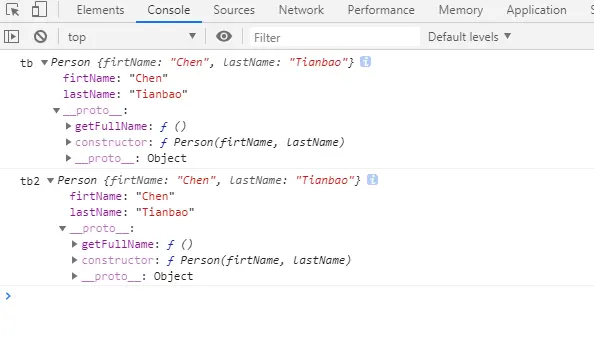 Elements Console Sources Network Performance Memory Application Security
top Filter Default levels
tb Person {firtName: "Chen", lastName: "Tianbao"} i
firtName: "Chen"
lastName: "Tianbao"
__proto__:
getFullName: ƒ ()
constructor: ƒ Person(firtName, lastName)
__proto__: Object
tb2 Person {firtName: "Chen", lastName: "Tianbao"} i
firtName: "Chen"
lastName: "Tianbao"
__proto__:
getFullName: ƒ ()
constructor: ƒ Person(firtName, lastName)
__proto__: Object